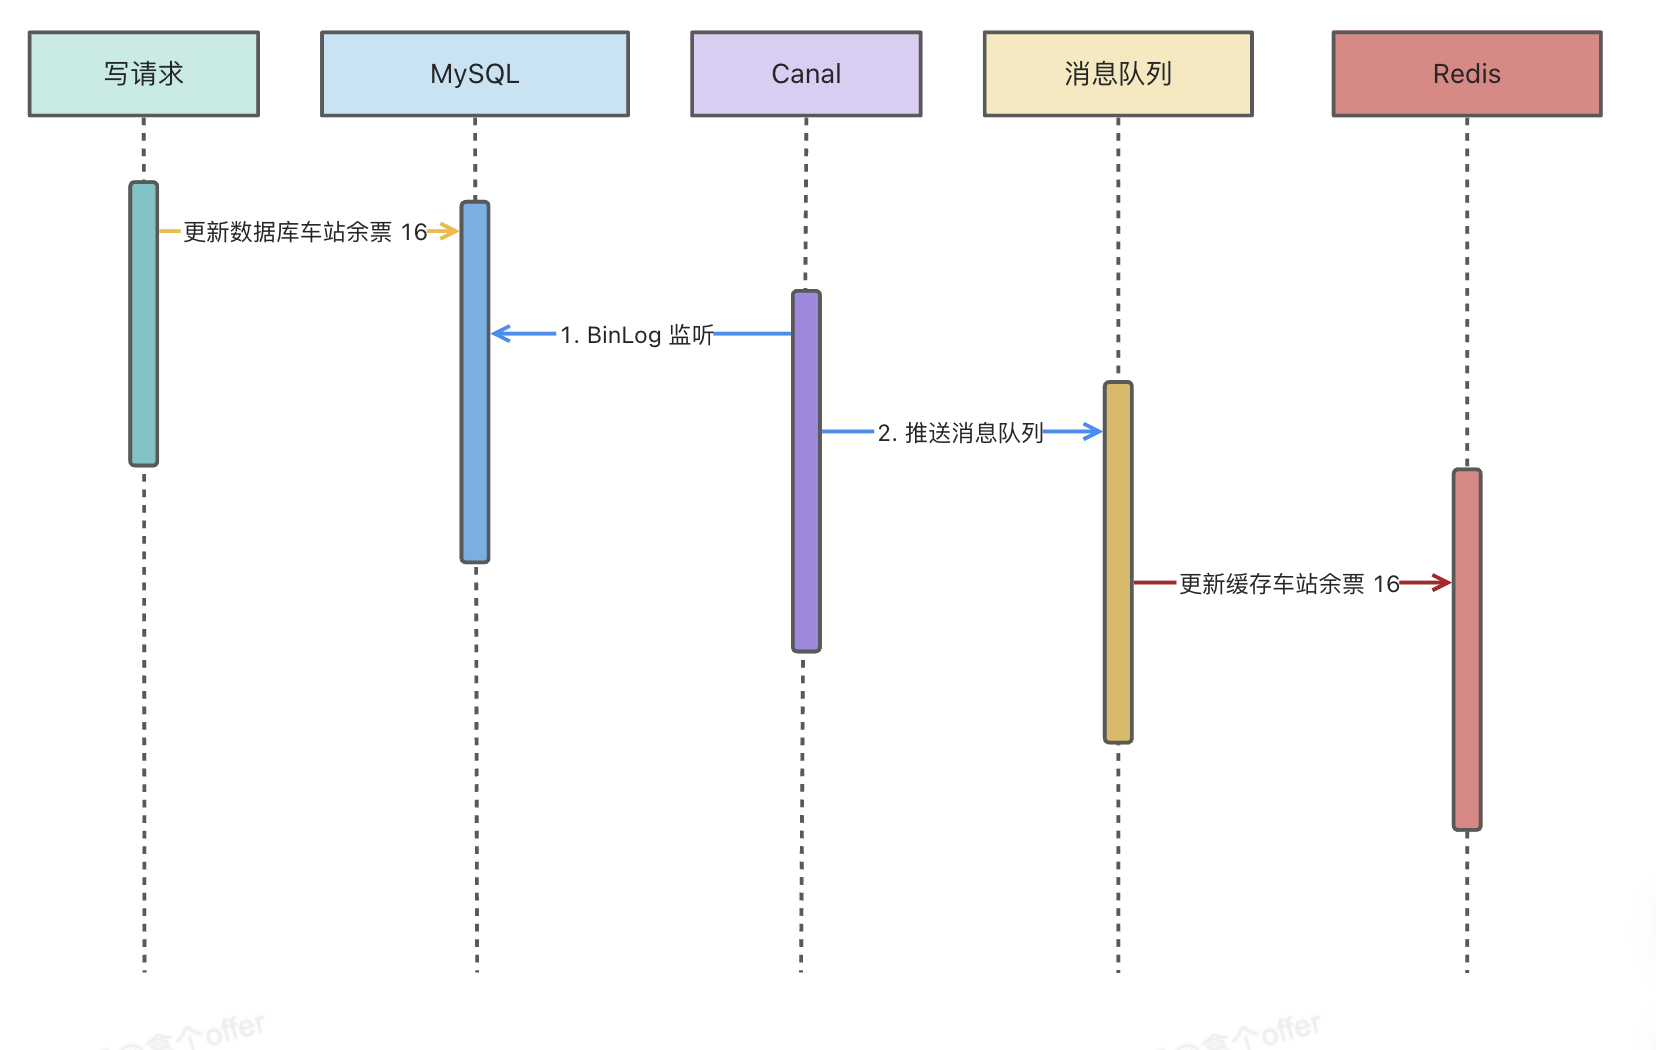 写请求
MySQL
Canal
消息队列
Redis
更新数据库车站余票 16
1. BinLog 监听
2. 推送消息队列
更新缓存车站余票 16
@拿个offer
@拿个offer